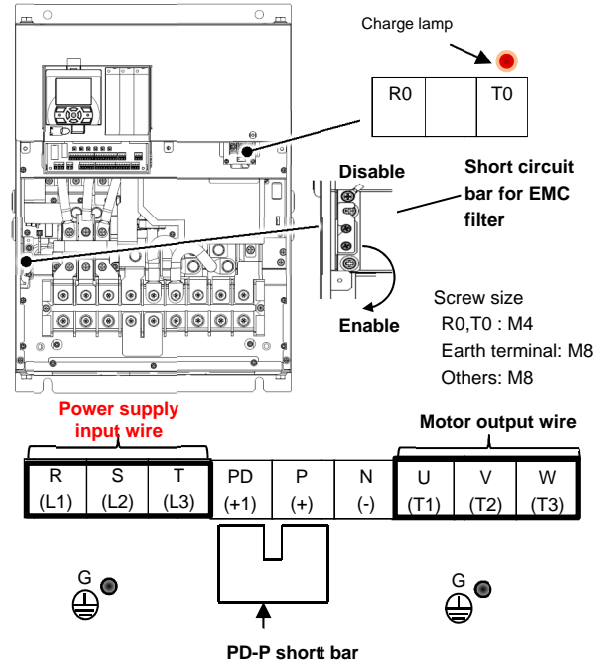 Charge lamp
R0 T0
Disable
Short circuit
bar for EMC
filter
Enable
Screw size
R0,T0 : M4
Earth terminal: M8
Others: M8
Power supply
input wire
Motor output wire
R S T PD P N U V W
(L1) (L2) (L3) (+1) (+) (-) (T1) (T2) (T3)
G G
PD-P short bar